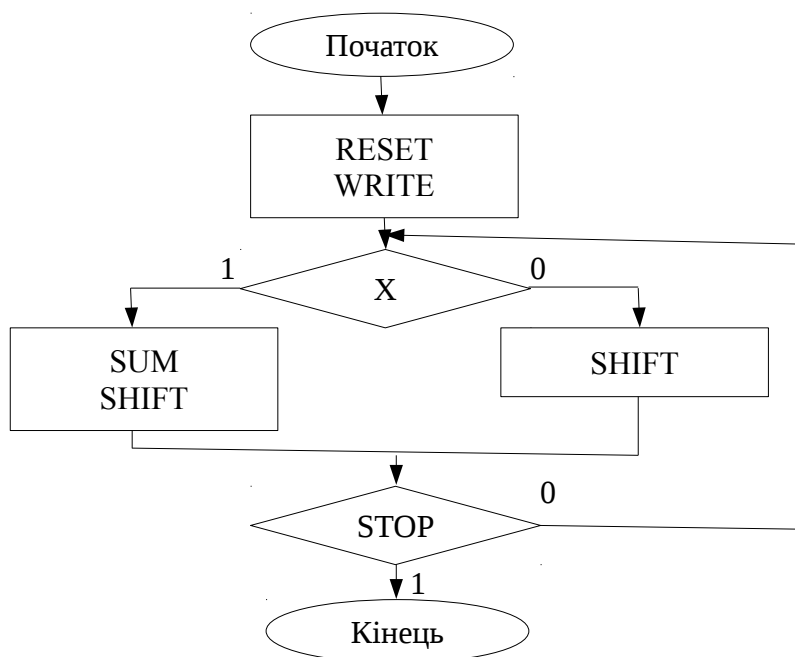 Початок
RESET
WRITE
1
0
X
SUM
SHIFT
SHIFT
0
STOP
1
Кінець